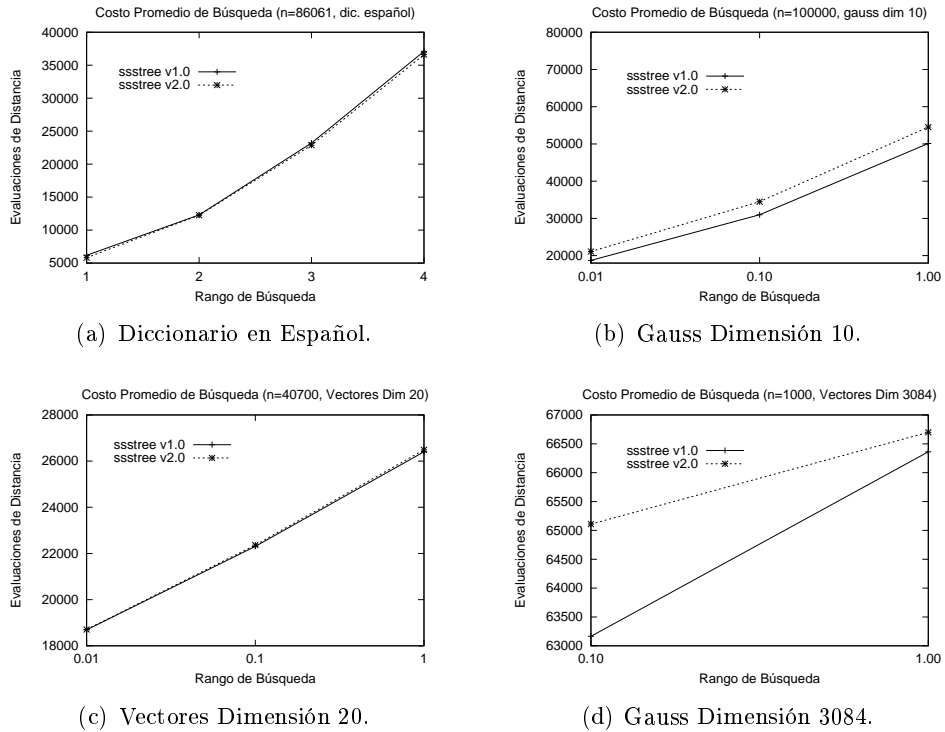 Costo Promedio de Búsqueda (n=86061, dic. español)
40000
35000
30000
25000
20000
15000
10000
5000
Evaluaciones de Distancia
ssstree v1.0
ssstree v2.0
1 2 3 4
Rango de Búsqueda
(a) Diccionario en Español.
Costo Promedio de Búsqueda (n=100000, gauss dim 10)
80000
70000
60000
50000
40000
30000
20000
Evaluaciones de Distancia
ssstree v1.0
ssstree v2.0
0.01 0.10 1.00
Rango de Búsqueda
(b) Gauss Dimensión 10.
Costo Promedio de Búsqueda (n=40700, Vectores Dim 20)
28000
26000
24000
22000
20000
18000
Evaluaciones de Distancia
ssstree v1.0
ssstree v2.0
0.01 0.1 1
Rango de Búsqueda
(c) Vectores Dimensión 20.
Costo Promedio de Búsqueda (n=1000, Vectores Dim 3084)
67000
66500
66000
65500
65000
64500
64000
63500
63000
Evaluaciones de Distancia
ssstree v1.0
ssstree v2.0
0.10 1.00
Rango de Búsqueda
(d) Gauss Dimensión 3084.